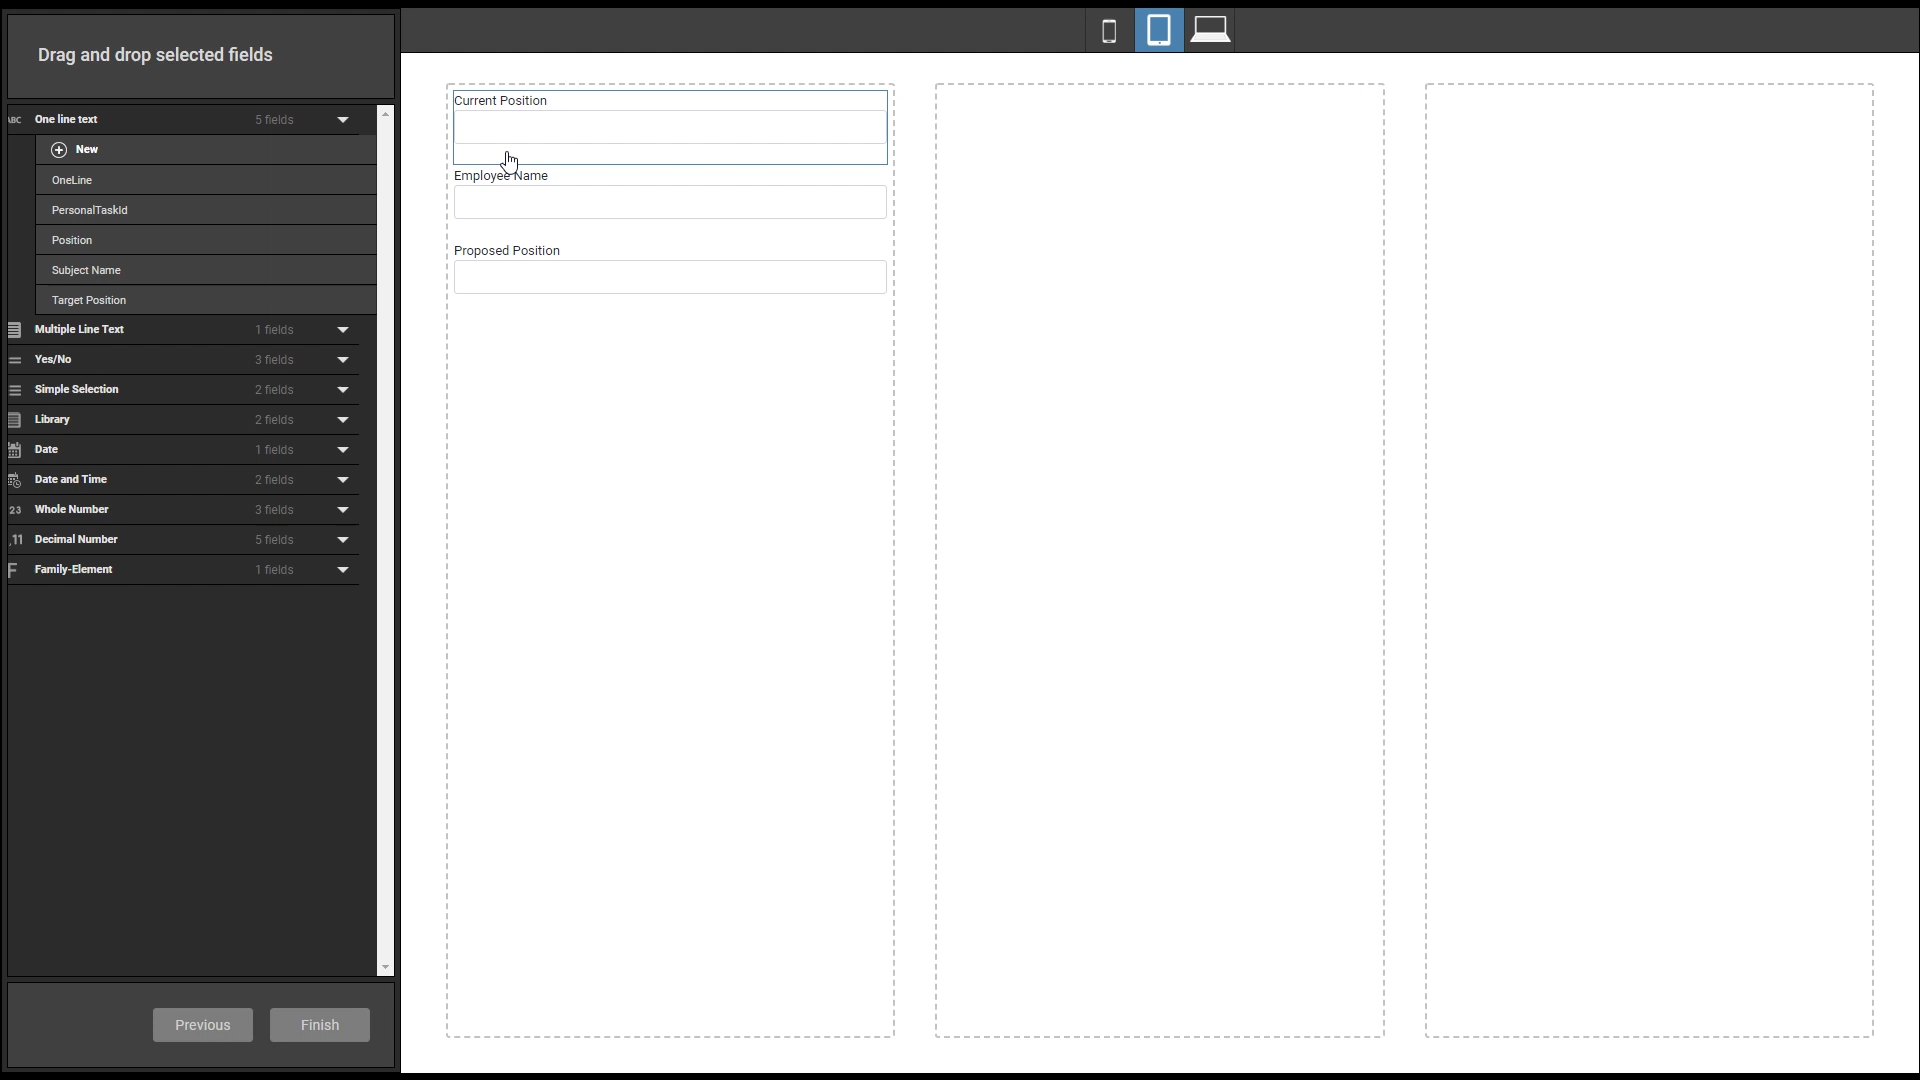 Drag and drop selected fields
ABC One line text 5 fields
New
OneLine
PersonalTaskId
Position
Subject Name
Target Position
Multiple Line Text 1 fields
Yes/No 3 fields
Simple Selection 2 fields
Library 2 fields
Date 1 fields
Date and Time 2 fields
23 Whole Number 3 fields
,11 Decimal Number 5 fields
F Family-Element 1 fields
Previous Finish
Current Position
Employee Name
Proposed Position